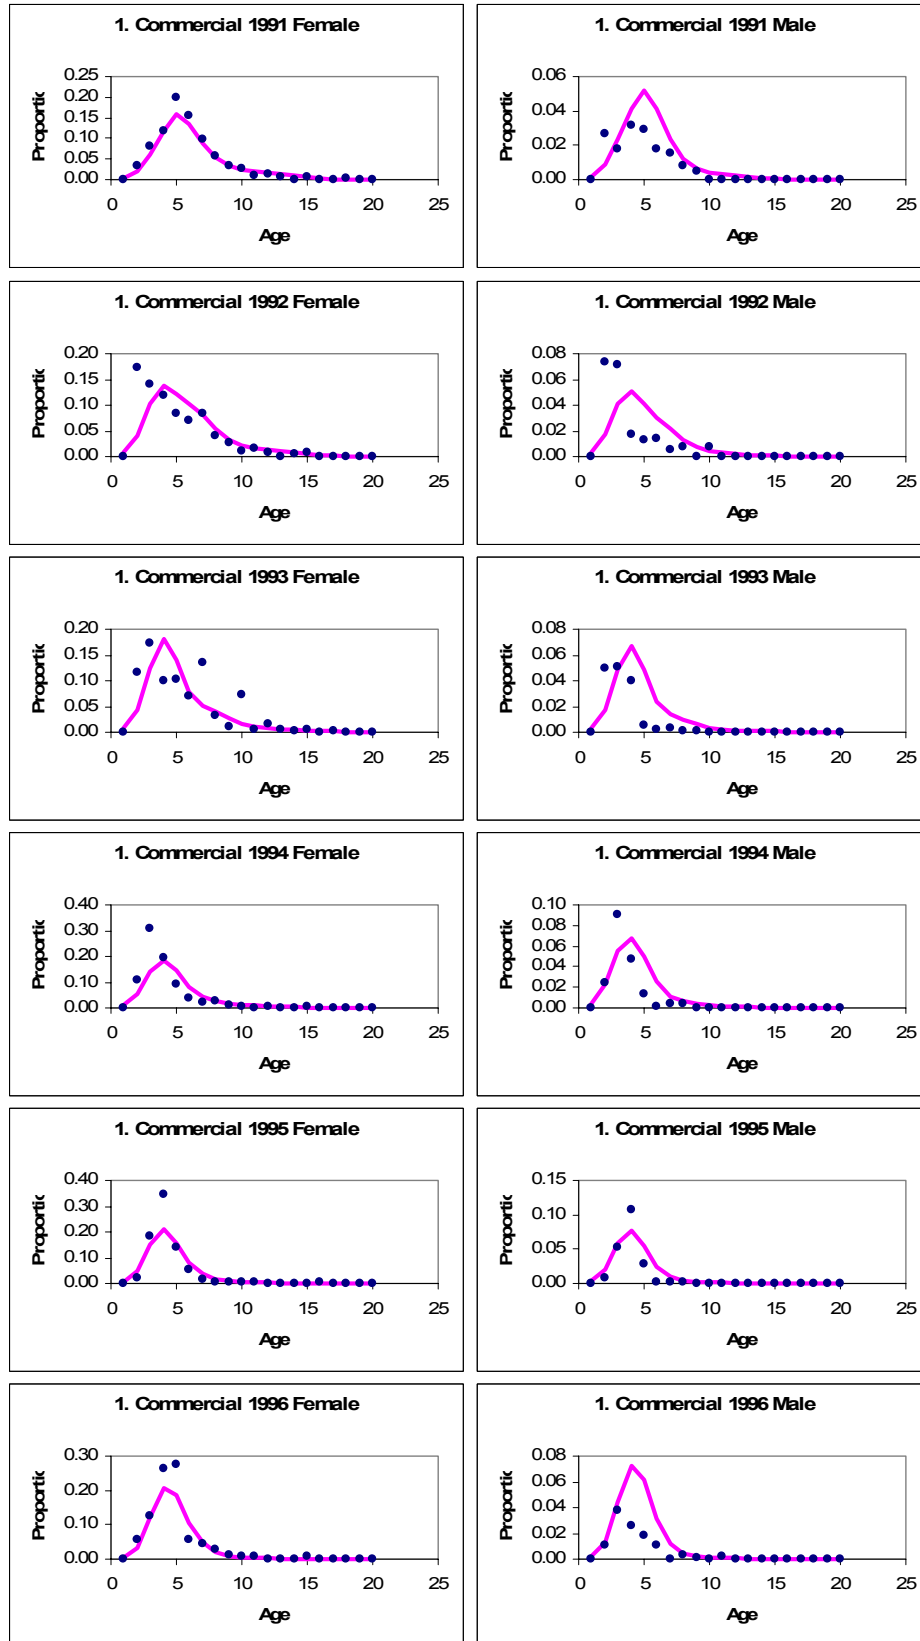 1. Commercial 1991 Female
0.25
0.20
0.15
0.10
0.05
0.00
Proportic
0 5 10 15 20 25
Age
1. Commercial 1991 Male
0.06
0.04
0.02
0.00
Proportic
0 5 10 15 20 25
Age
1. Commercial 1992 Female
0.20
0.15
0.10
0.05
0.00
Proportic
0 5 10 15 20 25
Age
1. Commercial 1992 Male
0.08
0.06
0.04
0.02
0.00
Proportic
0 5 10 15 20 25
Age
1. Commercial 1993 Female
0.20
0.15
0.10
0.05
0.00
Proportic
0 5 10 15 20 25
Age
1. Commercial 1993 Male
0.08
0.06
0.04
0.02
0.00
Proportic
0 5 10 15 20 25
Age
1. Commercial 1994 Female
0.40
0.30
0.20
0.10
0.00
Proportic
0 5 10 15 20 25
Age
1. Commercial 1994 Male
0.10
0.08
0.06
0.04
0.02
0.00
Proportic
0 5 10 15 20 25
Age
1. Commercial 1995 Female
0.40
0.30
0.20
0.10
0.00
Proportic
0 5 10 15 20 25
Age
1. Commercial 1995 Male
0.15
0.10
0.05
0.00
Proportic
0 5 10 15 20 25
Age
1. Commercial 1996 Female
0.30
0.20
0.10
0.00
Proportic
0 5 10 15 20 25
Age
1. Commercial 1996 Male
0.08
0.06
0.04
0.02
0.00
Proportic
0 5 10 15 20 25
Age